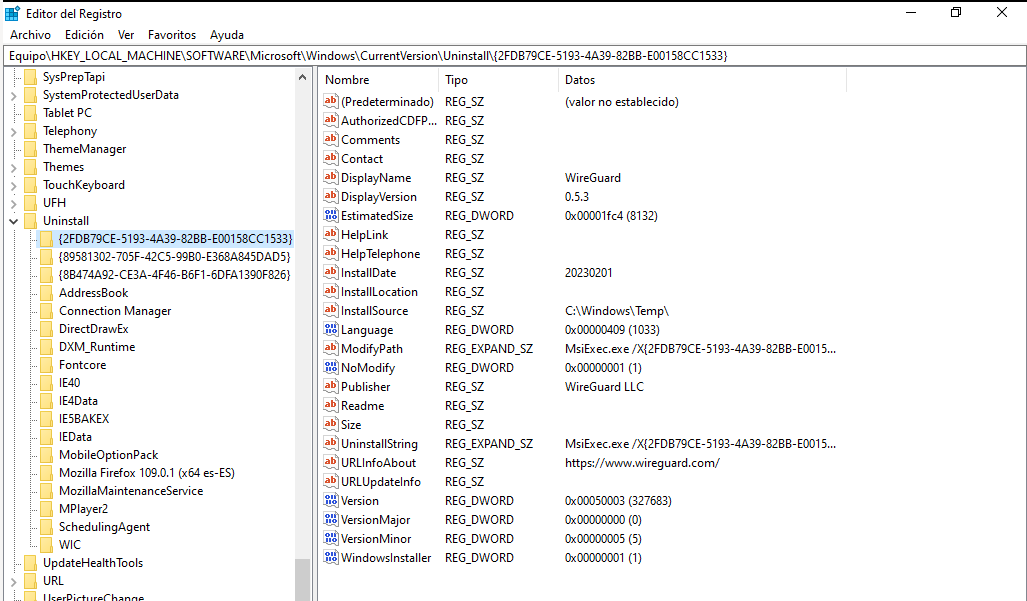 Editor del Registro
Archivo Edición Ver Favoritos Ayuda
Equipo\HKEY_LOCAL_MACHINE\SOFTWARE\Microsoft\Windows\CurrentVersion\Uninstall\{2FDB79CE-5193-4A39-82BB-E00158CC1533}
SysPrepTapi
SystemProtectedUserData
Tablet PC
Telephony
ThemeManager
Themes
TouchKeyboard
UFH
Uninstall
{2FDB79CE-5193-4A39-82BB-E00158CC1533}
{89581302-705F-42C5-99B0-E368A845DAD5}
{8B474A92-CE3A-4F46-B6F1-6DFA1390F826}
AddressBook
Connection Manager
DirectDrawEx
DXM_Runtime
Fontcore
IE40
IE4Data
IE5BAKEX
IEData
MobileOptionPack
Mozilla Firefox 109.0.1 (x64 es-ES)
MozillaMaintenanceService
MPlayer2
SchedulingAgent
WIC
UpdateHealthTools
URL
UserPictureChange
Nombre Tipo Datos
(Predeterminado) REG_SZ (valor no establecido)
AuthorizedCDFP... REG_SZ
Comments REG_SZ
Contact REG_SZ
DisplayName REG_SZ WireGuard
DisplayVersion REG_SZ 0.5.3
EstimatedSize REG_DWORD 0x00001fc4 (8132)
HelpLink REG_SZ
HelpTelephone REG_SZ
InstallDate REG_SZ 20230201
InstallLocation REG_SZ
InstallSource REG_SZ C:\Windows\Temp\
Language REG_DWORD 0x00000409 (1033)
ModifyPath REG_EXPAND_SZ MsiExec.exe /X{2FDB79CE-5193-4A39-82BB-E0015...
NoModify REG_DWORD 0x00000001 (1)
Publisher REG_SZ WireGuard LLC
Readme REG_SZ
Size REG_SZ
UninstallString REG_EXPAND_SZ MsiExec.exe /X{2FDB79CE-5193-4A39-82BB-E0015...
URLInfoAbout REG_SZ https://www.wireguard.com/
URLUpdateInfo REG_SZ
Version REG_DWORD 0x00050003 (327683)
VersionMajor REG_DWORD 0x00000000 (0)
VersionMinor REG_DWORD 0x00000005 (5)
WindowsInstaller REG_DWORD 0x00000001 (1)